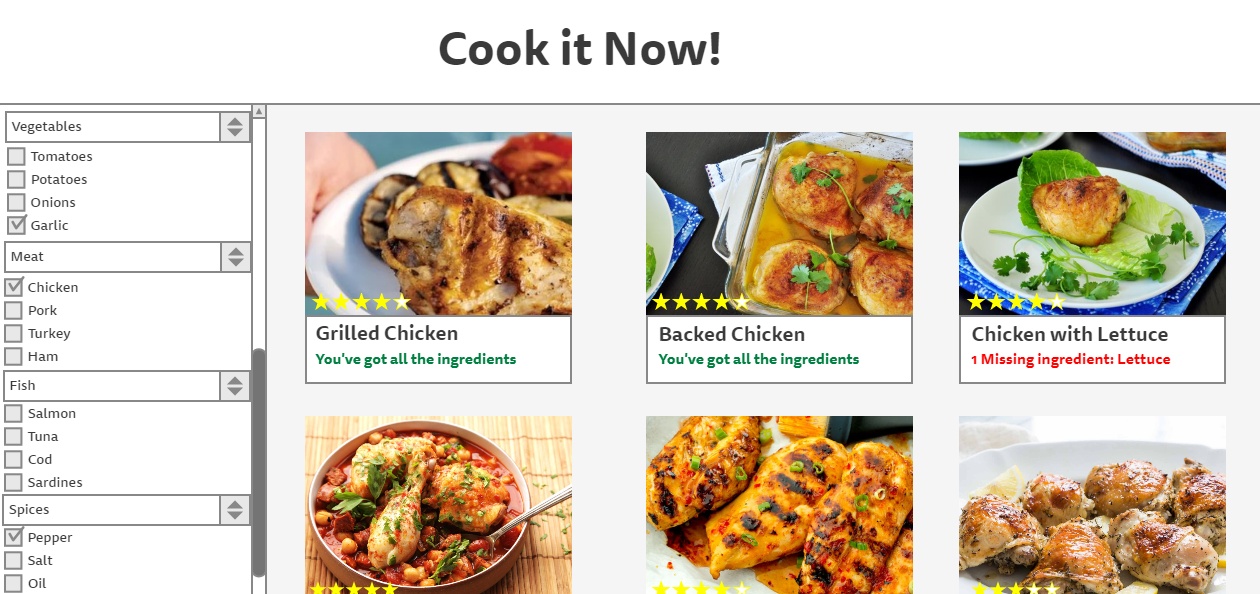 Cook it Now!
Vegetables
Tomatoes
Potatoes
Onions
Garlic
Meat
Chicken
Pork
Turkey
Ham
Fish
Salmon
Tuna
Cod
Sardines
Spices
Pepper
Salt
Oil
Grilled Chicken
You've got all the ingredients
Backed Chicken
You've got all the ingredients
Chicken with Lettuce
1 Missing ingredient: Lettuce